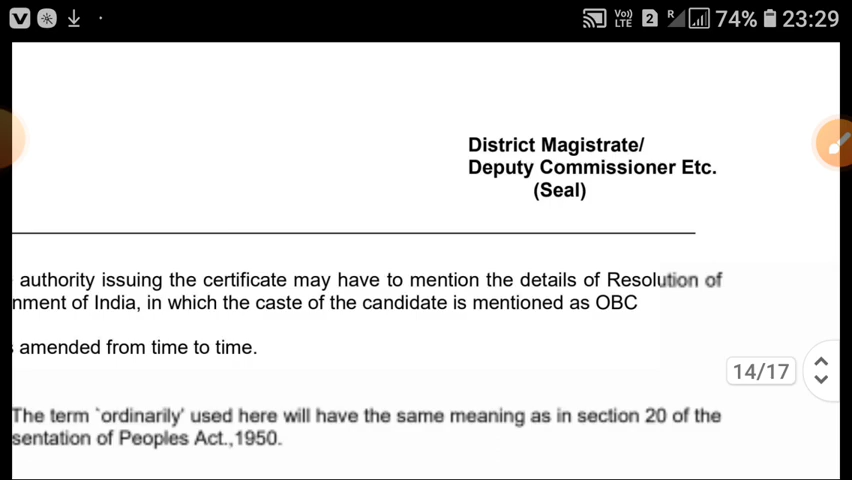 Vo) LTE 2 R 74% 23:29
District Magistrate/
Deputy Commissioner Etc.
(Seal)
authority issuing the certificate may have to mention the details of Resolution of
nment of India, in which the caste of the candidate is mentioned as OBC
s amended from time to time.
14/17
The term `ordinarily' used here will have the same meaning as in section 20 of the
sentation of Peoples Act.,1950.